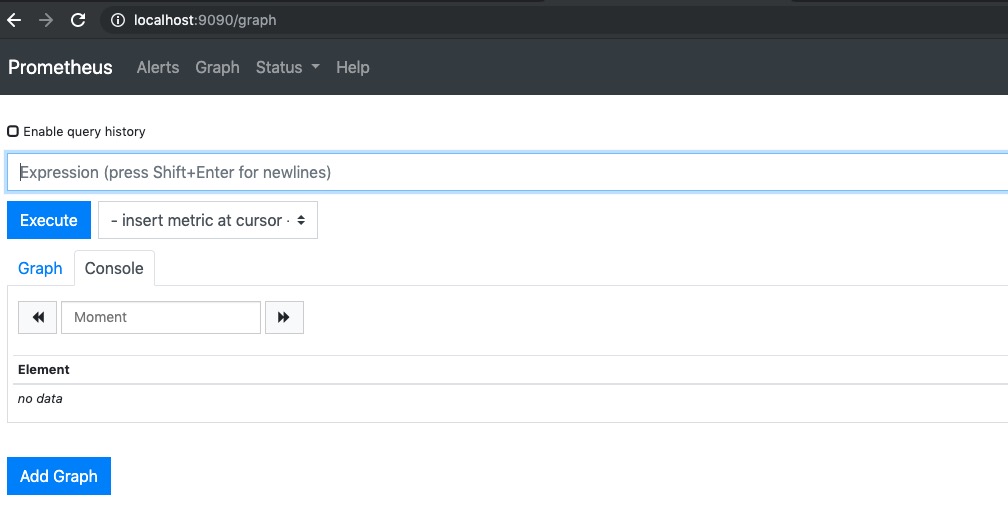 localhost:9090/graph
Prometheus Alerts Graph Status Help
Enable query history
Expression (press Shift+Enter for newlines)
Execute - insert metric at cursor -
Graph Console
Moment
Element
no data
Add Graph